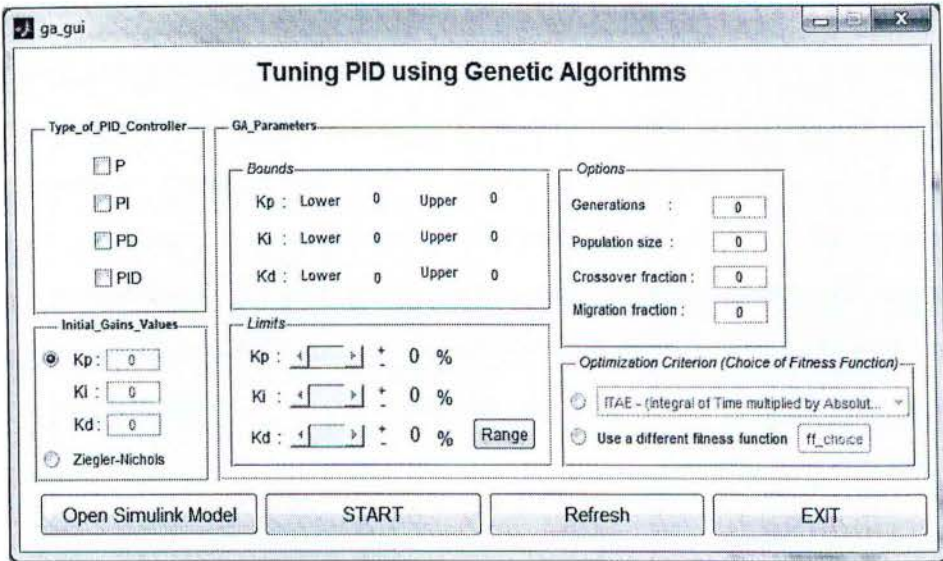 ga_gui
Tuning PID using Genetic Algorithms
Type_of_PID_Controller
P
PI
PD
PID
Initial_Gains_Values
Kp : 0
Ki : 0
Kd : 0
Ziegler-Nichols
GA_Parameters
Bounds
Kp : Lower 0 Upper 0
Ki : Lower 0 Upper 0
Kd : Lower 0 Upper 0
Limits
Kp : + - 0 %
Ki : + - 0 %
Kd : + - 0 % Range
Options
Generations : 0
Population size : 0
Crossover fraction : 0
Migration fraction : 0
Optimization Criterion (Choice of Fitness Function)
ITAE - (Integral of Time multiplied by Absolut...
Use a different fitness function ff_choice
Open Simulink Model START Refresh EXIT